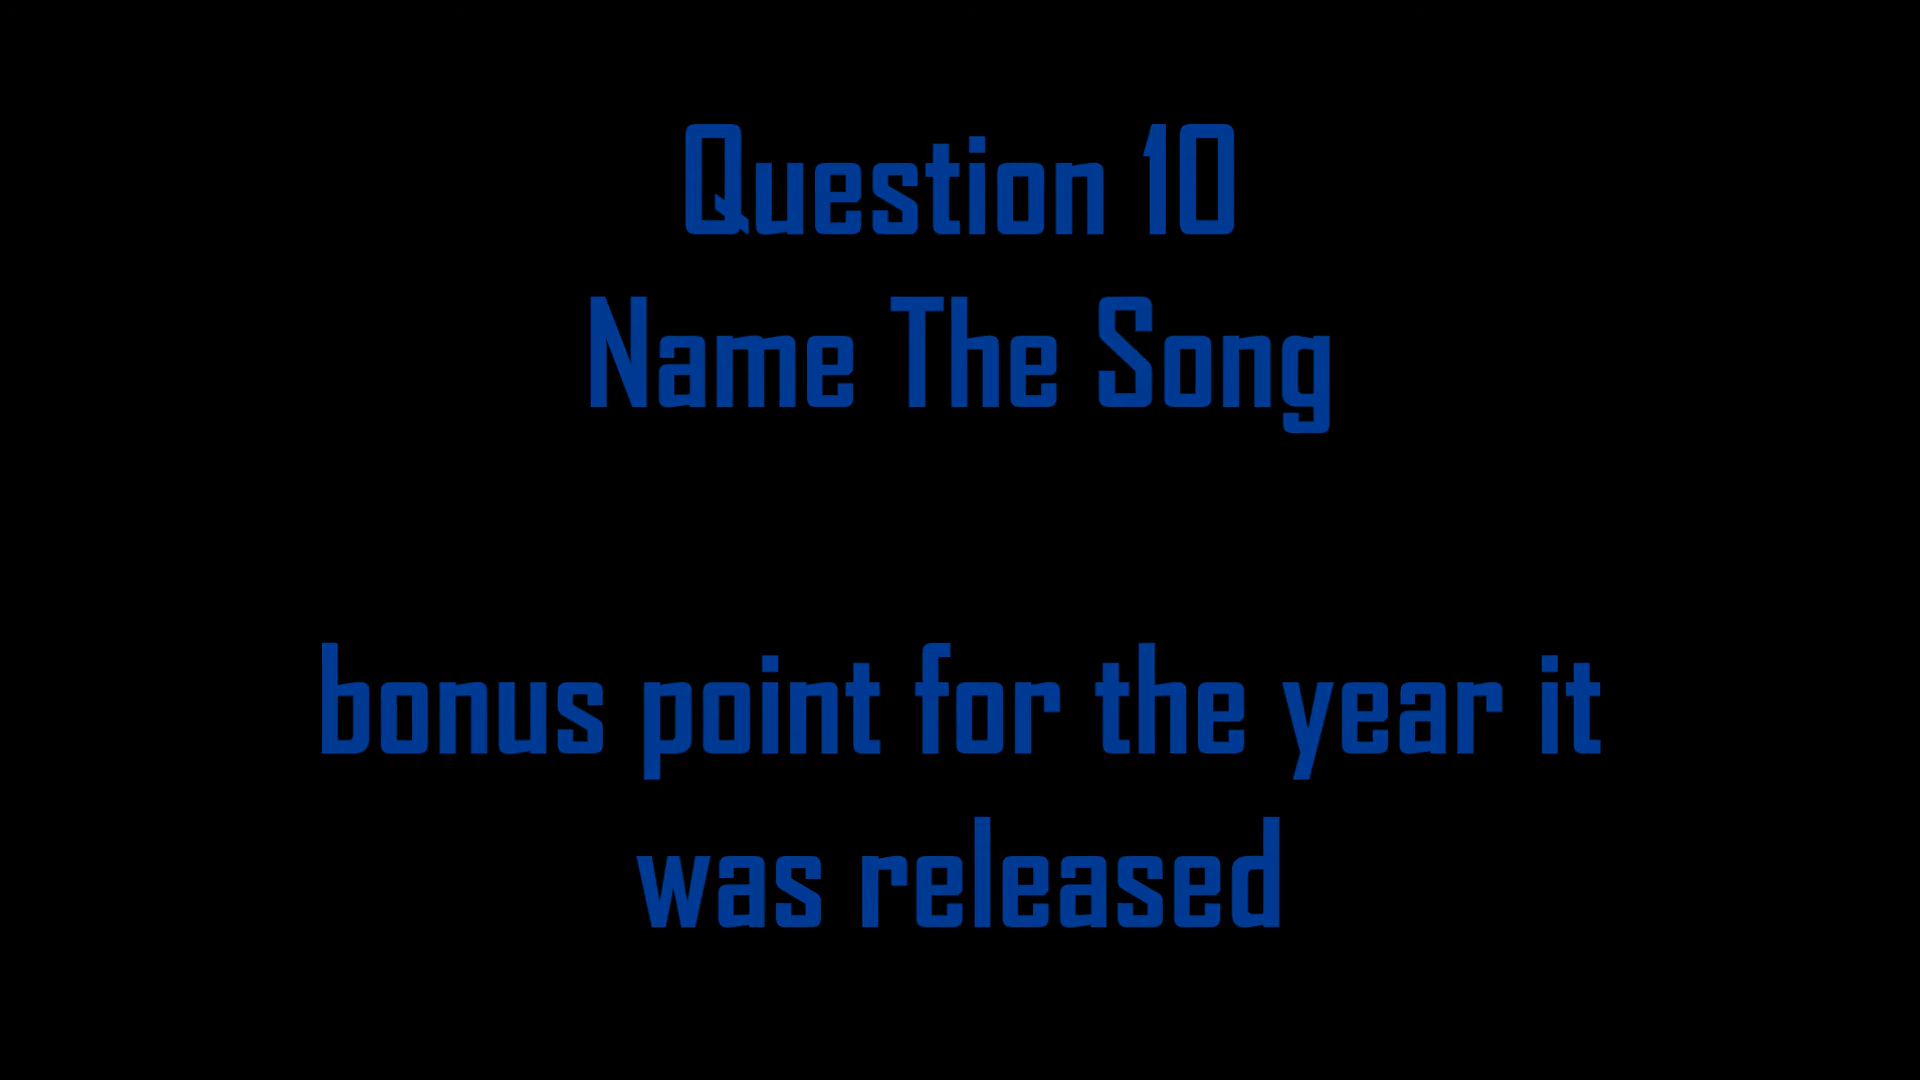 Question 10
Name The Song
bonus point for the year it
was released